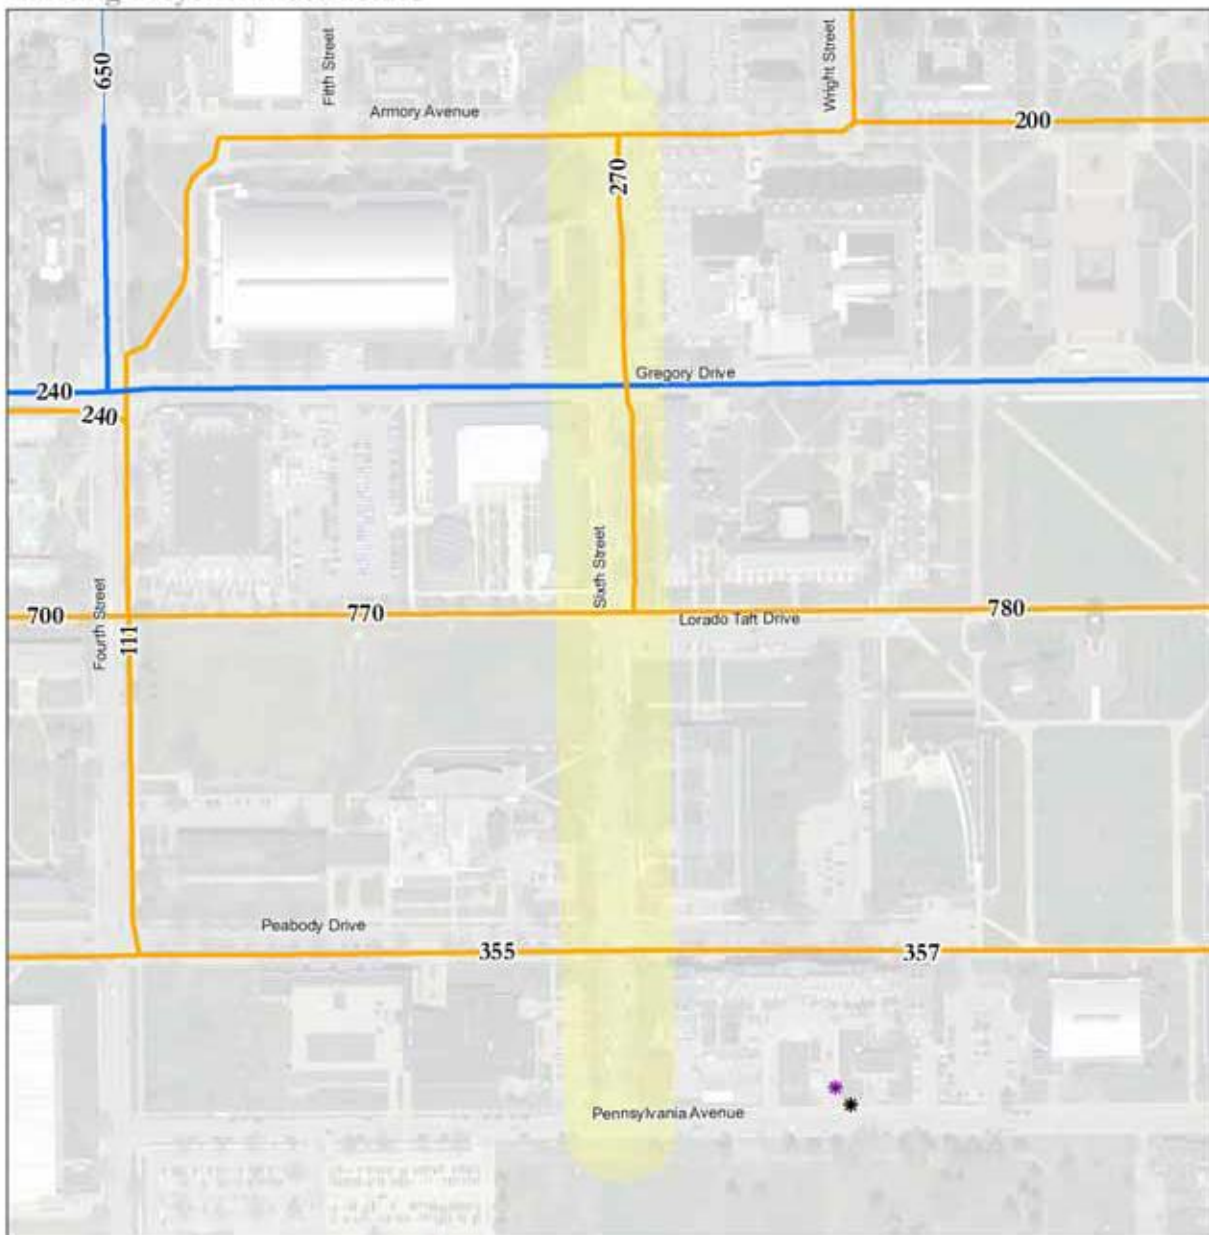 650
Fifth Street
Wright Street
Armory Avenue
200
270
Gregory Drive
240
240
Sixth Street
700
770
780
Lorado Taft Drive
Fourth Street
111
Peabody Drive
355
357
Pennsylvania Avenue